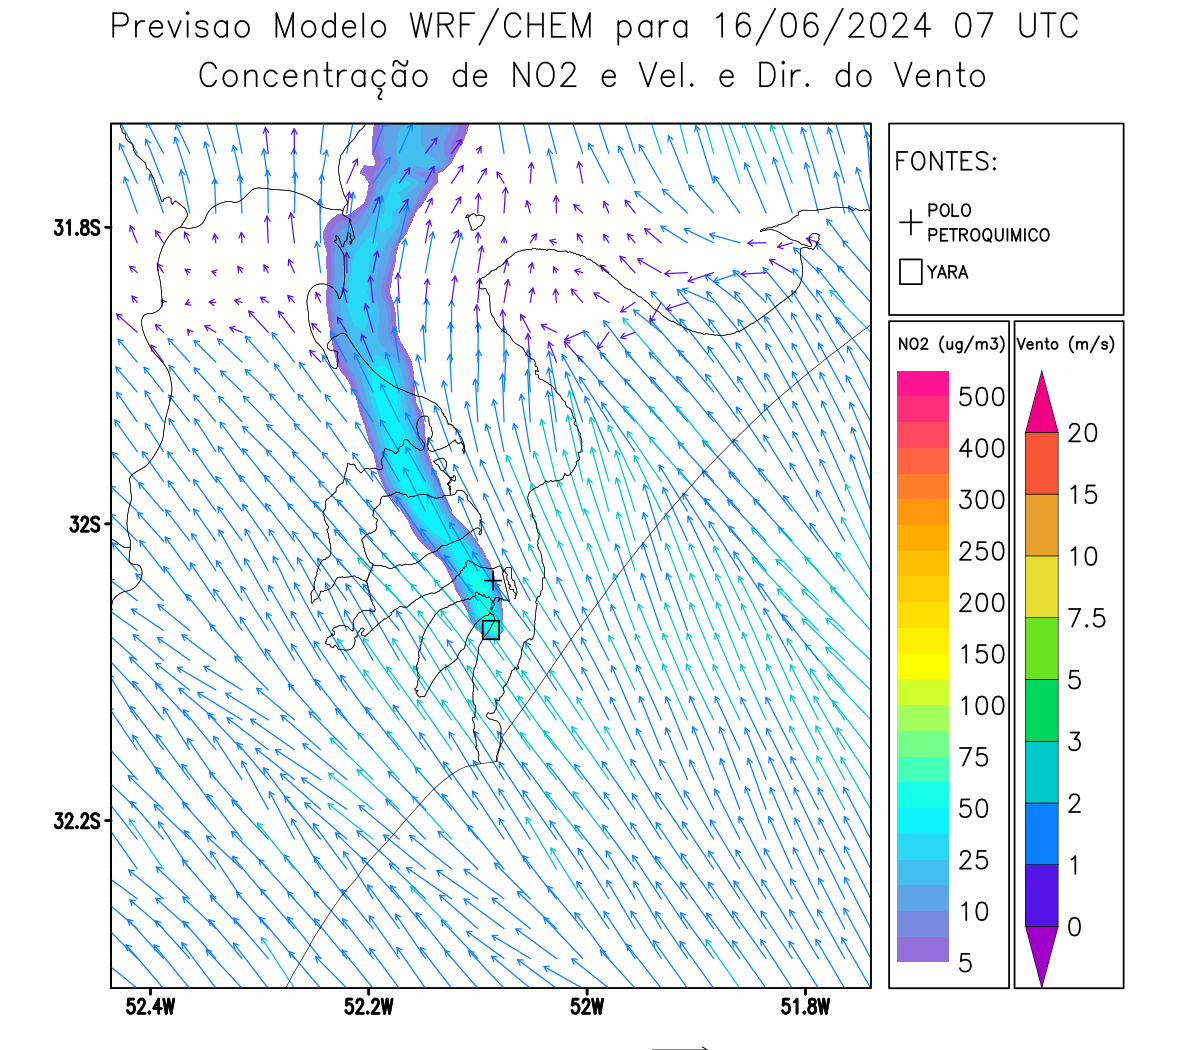 Previsao Modelo WRF/CHEM para 16/06/2024 07 UTC
Concentração de NO2 e Vel. e Dir. do Vento
FONTES:
POLO
PETROQUIMICO
YARA
NO2 (ug/m3)
500
400
300
250
200
150
100
75
50
25
10
5
Vento (m/s)
20
15
10
7.5
5
3
2
1
0
31.8S
32S
32.2S
52.4W
52.2W
52W
51.8W